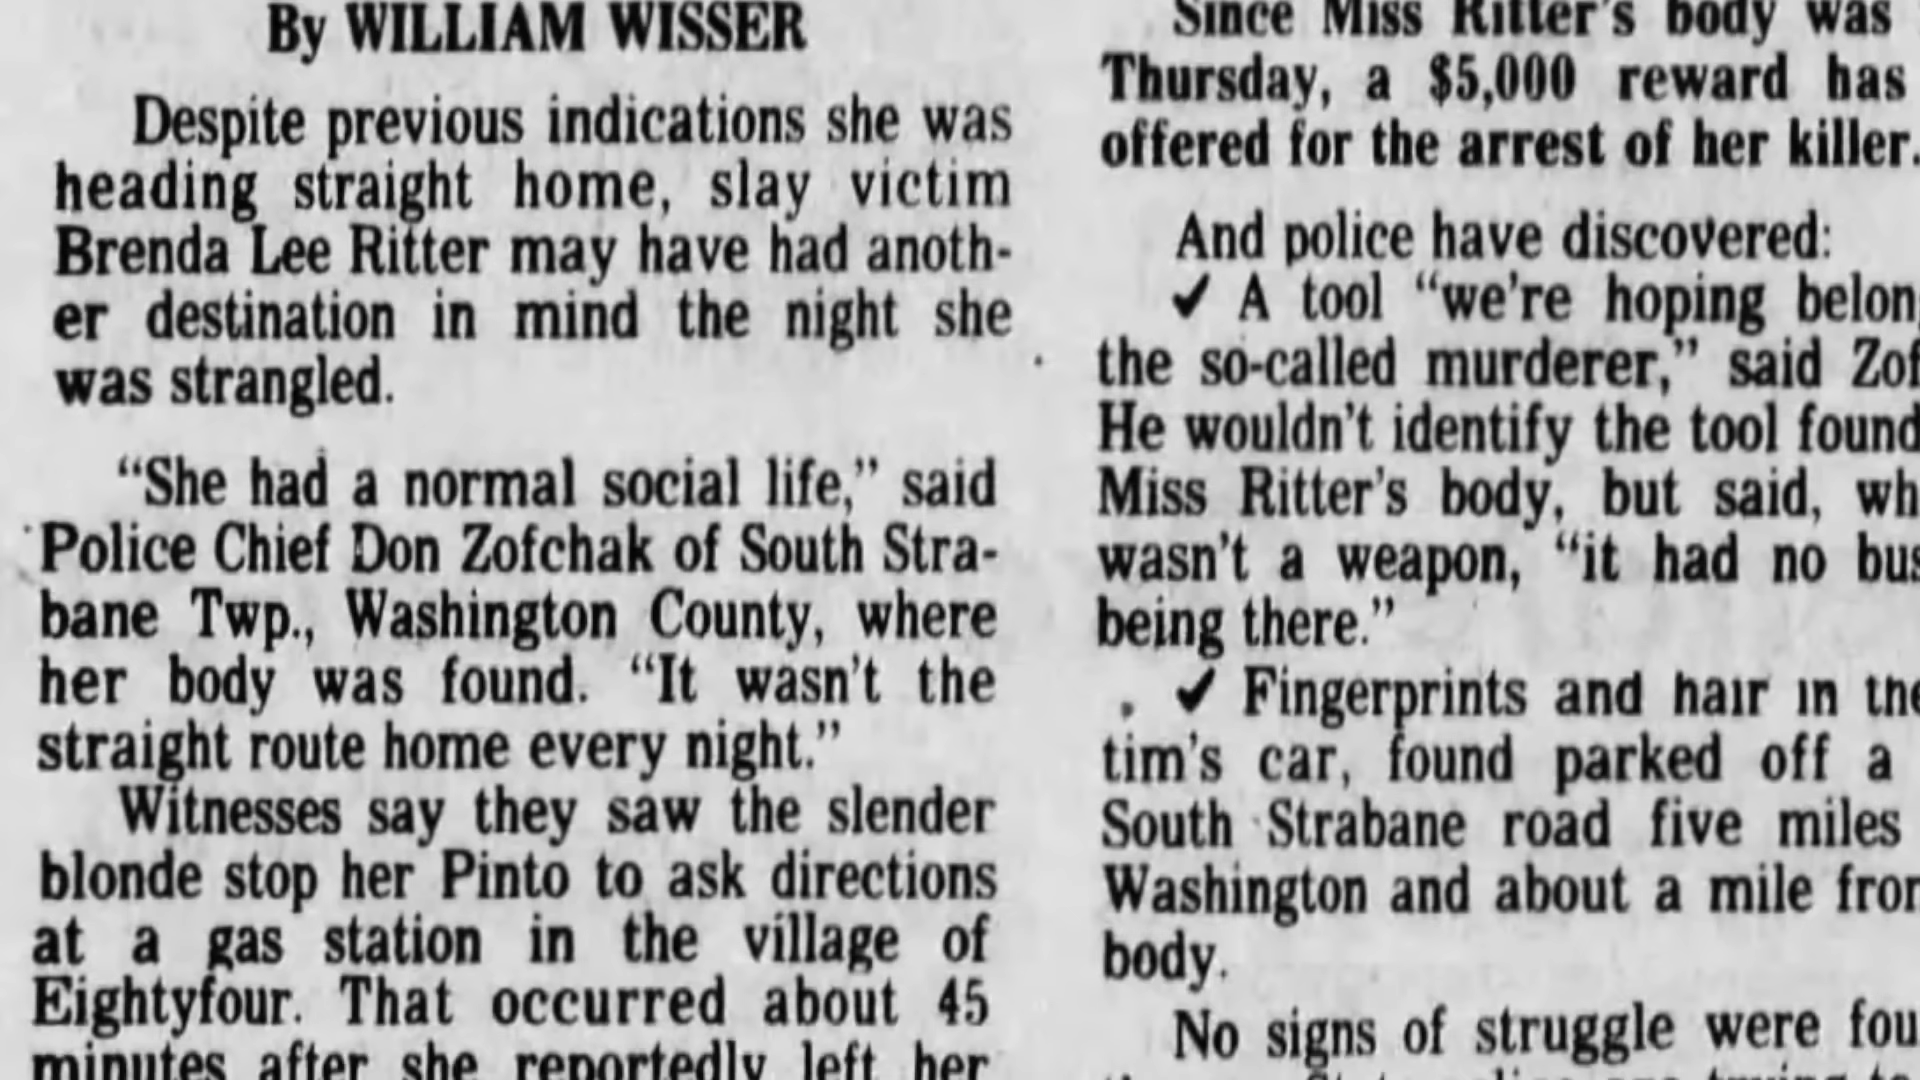 By WILLIAM WISSER
Despite previous indications she was
heading straight home, slay victim
Brenda Lee Ritter may have had anoth-
er destination in mind the night she
was strangled.
“She had a normal social life,” said
Police Chief Don Zofchak of South Stra-
bane Twp., Washington County, where
her body was found. “It wasn't the
straight route home every night.”
Witnesses say they saw the slender
blonde stop her Pinto to ask directions
at a gas station in the village of
Eightyfour. That occurred about 45
minutes after she reportedly left her
Since Miss Ritter's body was
Thursday, a $5,000 reward has
offered for the arrest of her killer.
And police have discovered:
✔ A tool “we're hoping belon
the so-called murderer,” said Zof
He wouldn't identify the tool found
Miss Ritter's body, but said, wh
wasn't a weapon, “it had no bus
being there.”
✔ Fingerprints and hair in the
tim's car, found parked off a
South Strabane road five miles
Washington and about a mile from
body.
No signs of struggle were fou